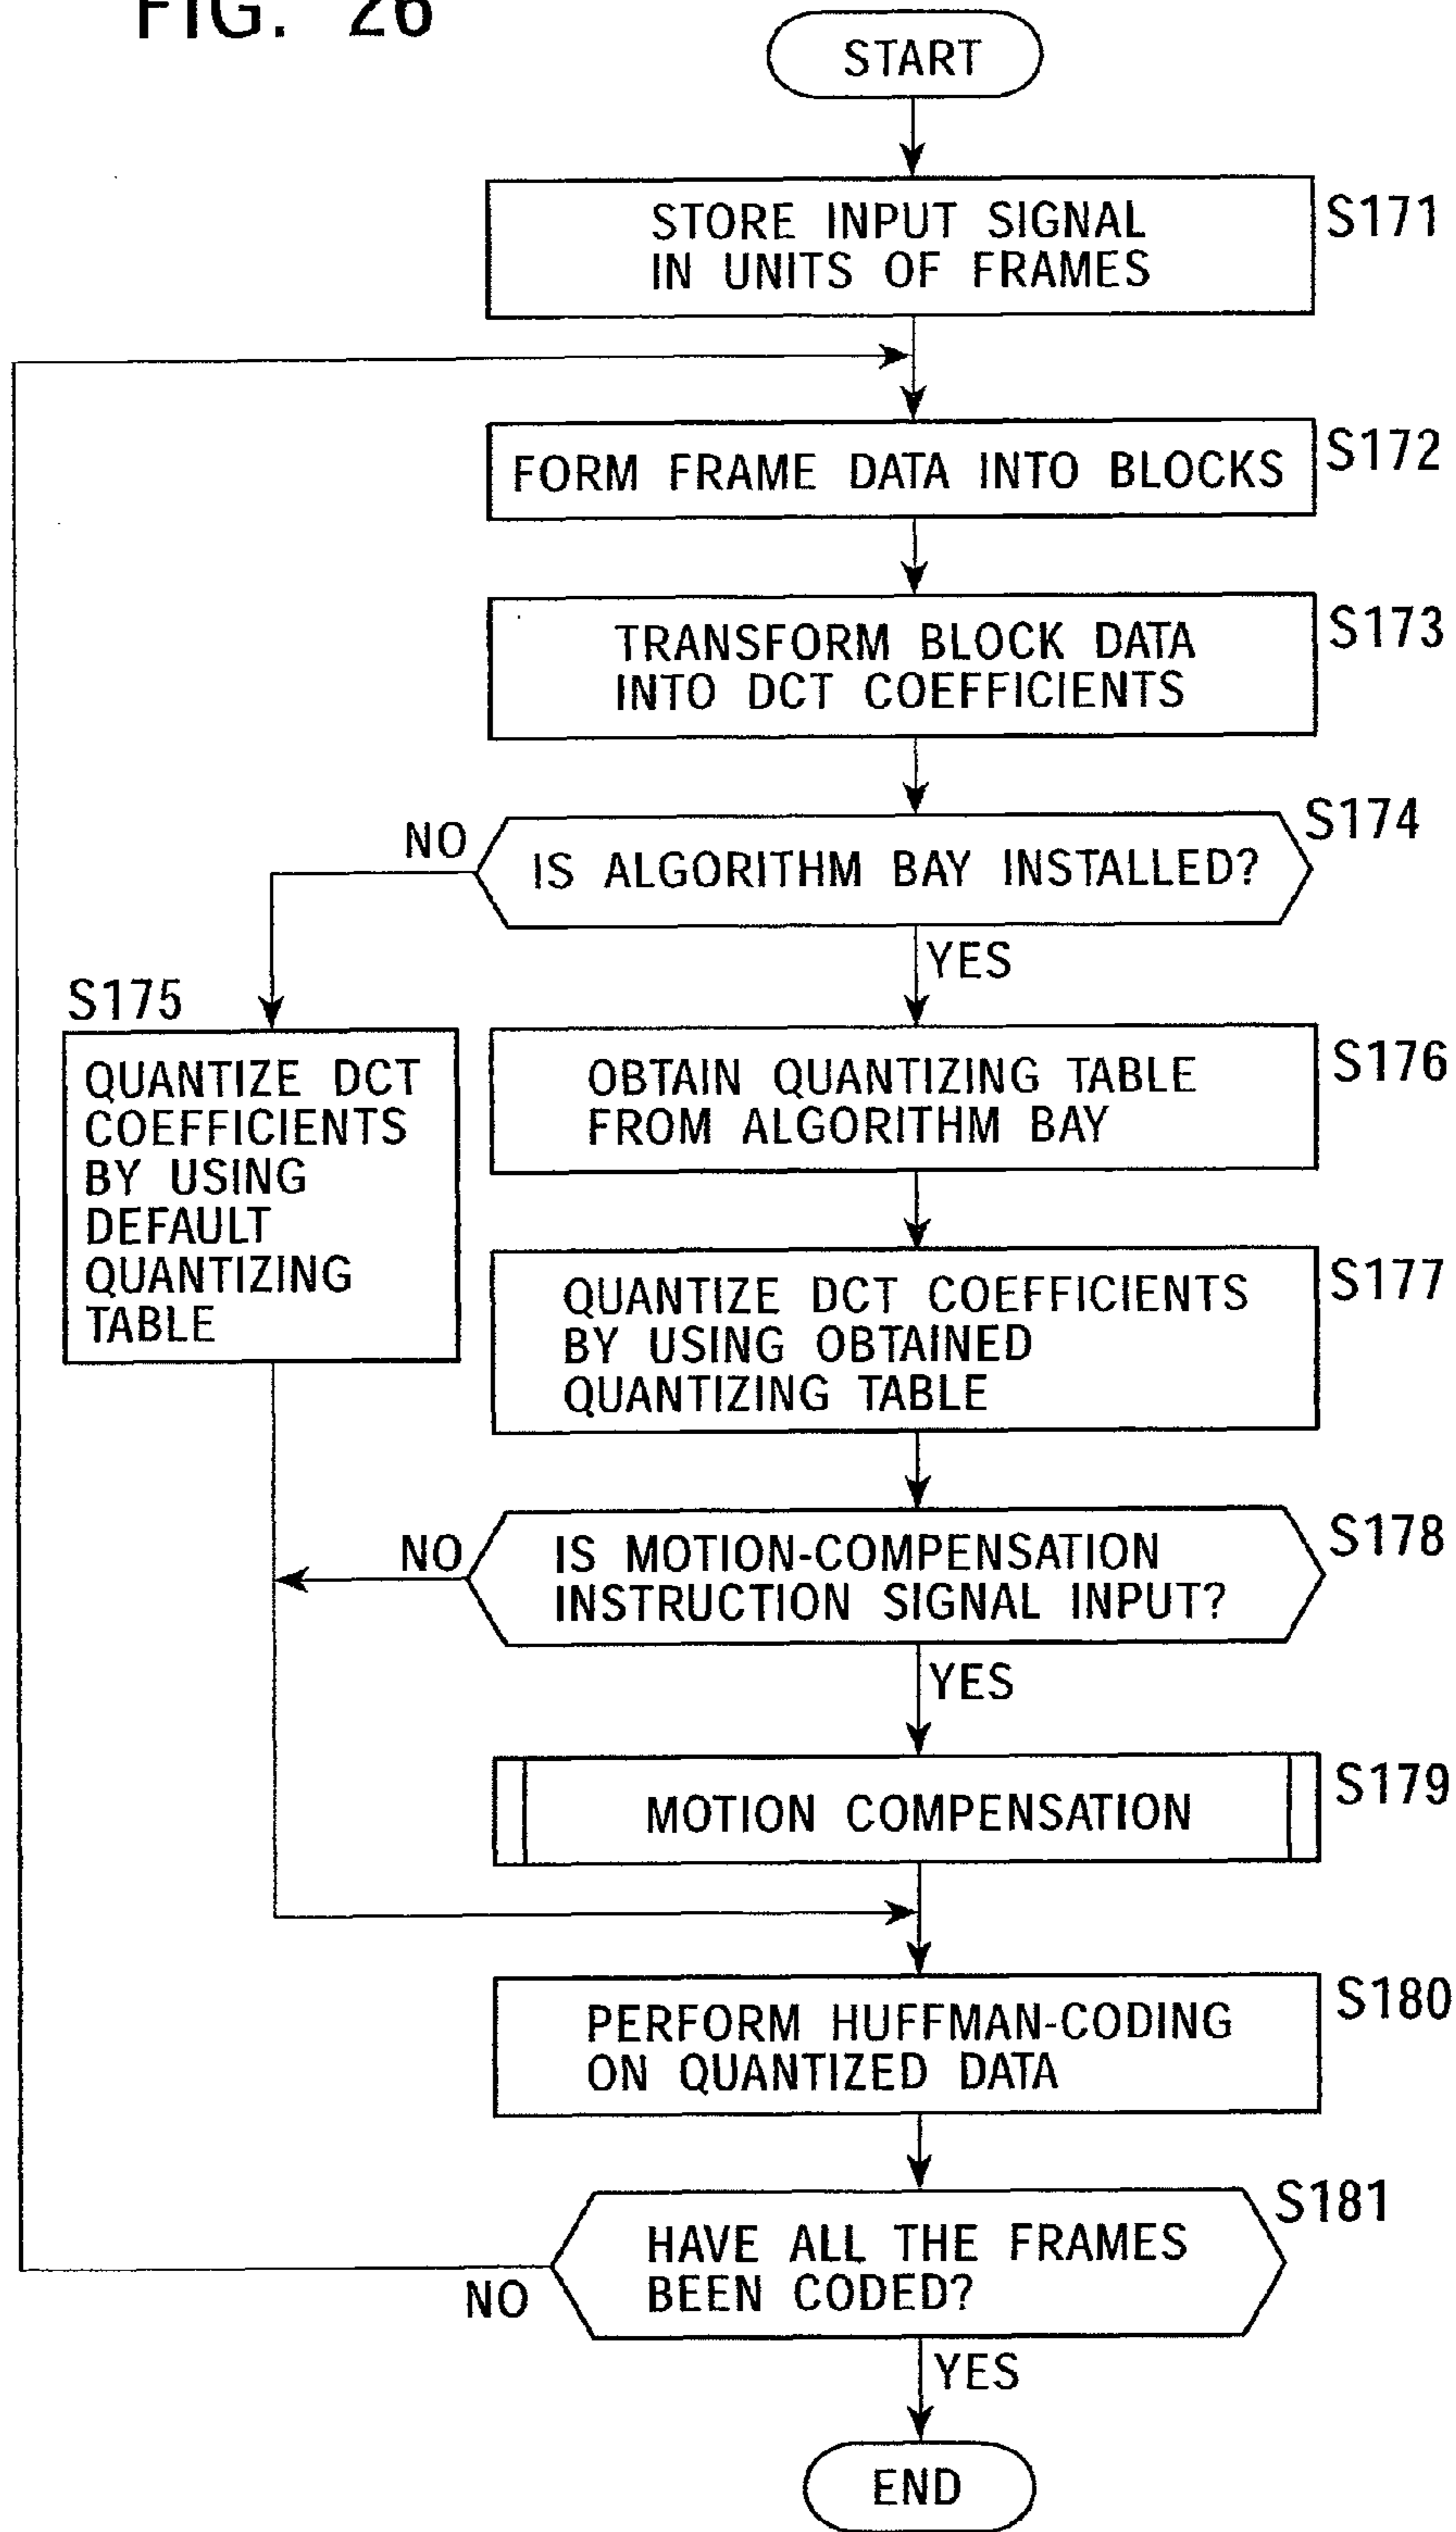 FIG. 26
START
STORE INPUT SIGNAL
IN UNITS OF FRAMES
S171
FORM FRAME DATA INTO BLOCKS
S172
TRANSFORM BLOCK DATA
INTO DCT COEFFICIENTS
S173
IS ALGORITHM BAY INSTALLED?
S174
NO
YES
S175
QUANTIZE DCT
COEFFICIENTS
BY USING
DEFAULT
QUANTIZING
TABLE
OBTAIN QUANTIZING TABLE
FROM ALGORITHM BAY
S176
QUANTIZE DCT COEFFICIENTS
BY USING OBTAINED
QUANTIZING TABLE
S177
IS MOTION-COMPENSATION
INSTRUCTION SIGNAL INPUT?
S178
NO
YES
MOTION COMPENSATION
S179
PERFORM HUFFMAN-CODING
ON QUANTIZED DATA
S180
HAVE ALL THE FRAMES
BEEN CODED?
S181
NO
YES
END